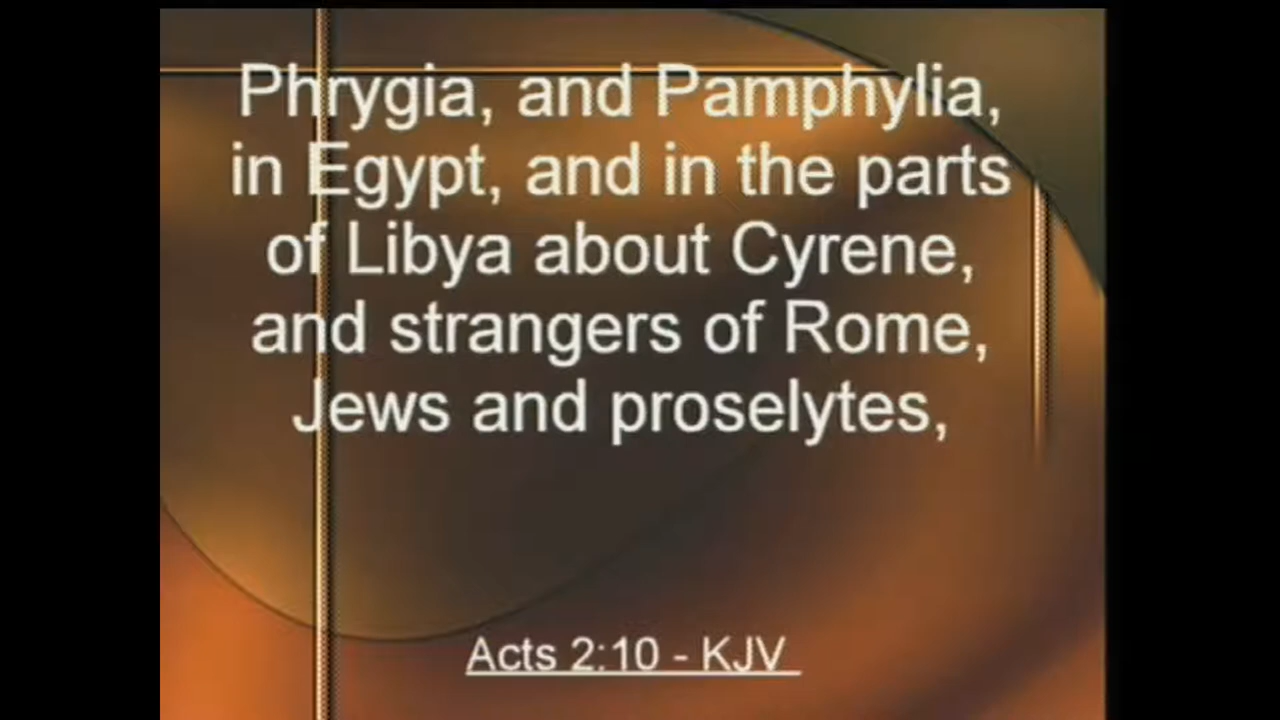 Phrygia, and Pamphylia,
in Egypt, and in the parts
of Libya about Cyrene,
and strangers of Rome,
Jews and proselytes,
Acts 2:10 - KJV